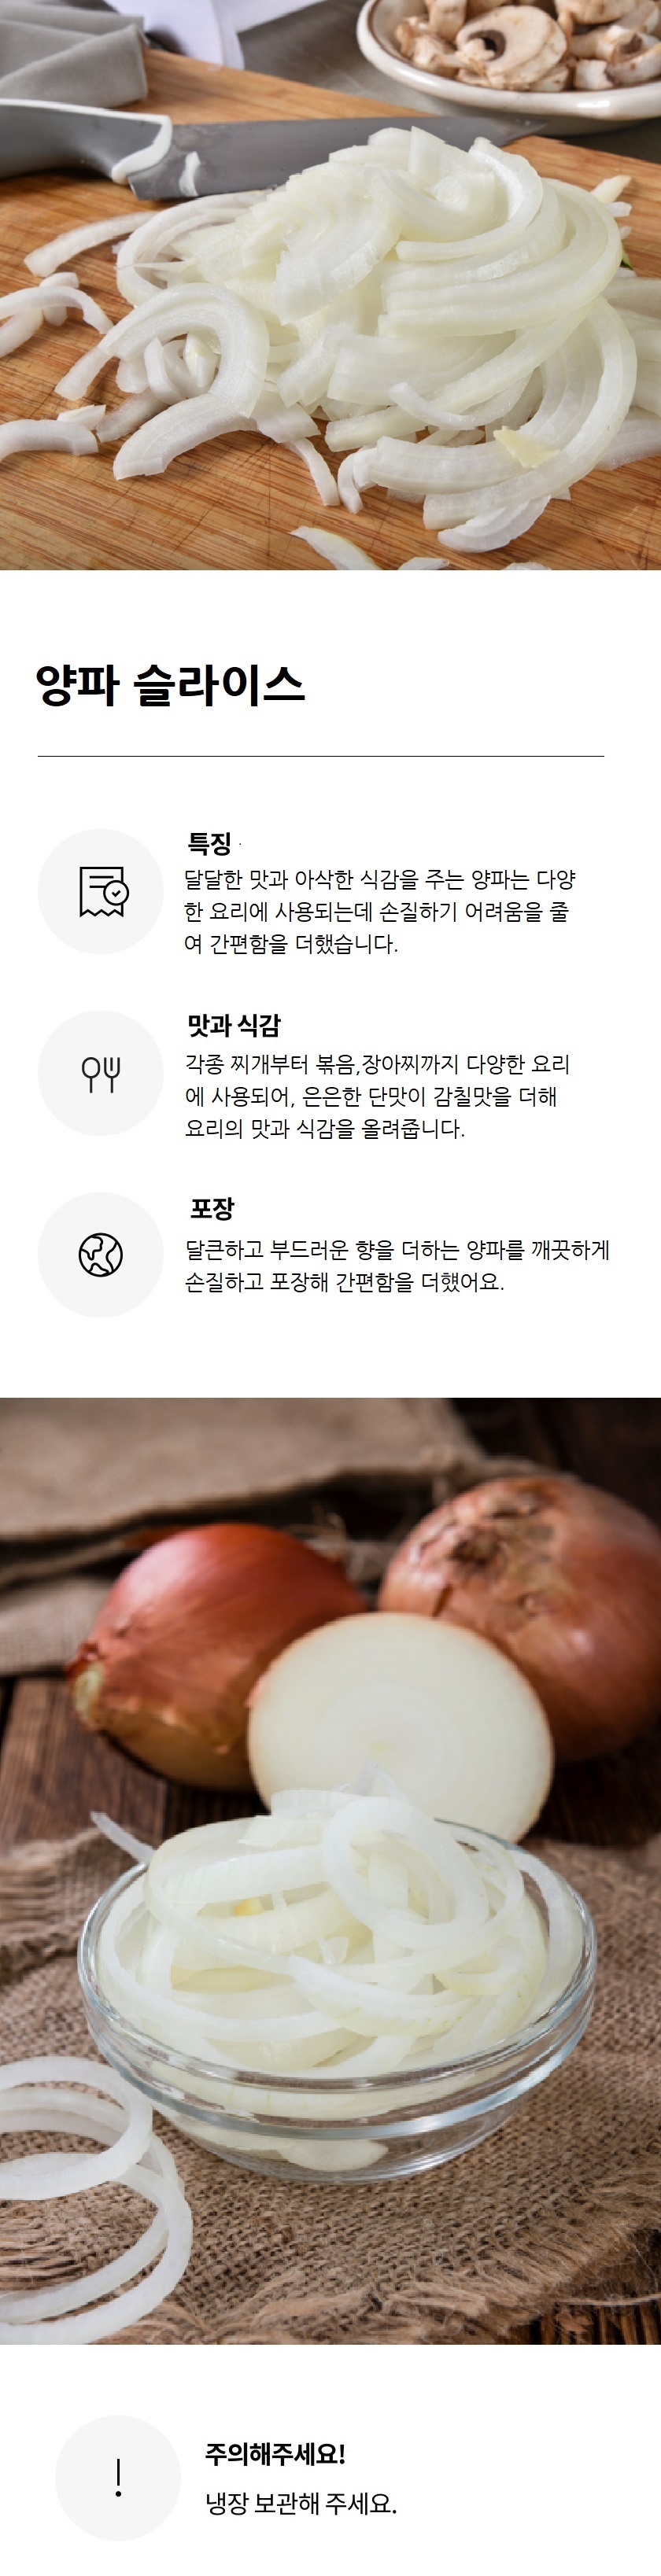 양파 슬라이스
특징
달달한 맛과 아삭한 식감을 주는 양파는 다양
한 요리에 사용되는데 손질하기 어려움을 줄
여 간편함을 더했습니다.
맛과 식감
각종 찌개부터 볶음,장아찌까지 다양한 요리
에 사용되어, 은은한 단맛이 감칠맛을 더해
요리의 맛과 식감을 올려줍니다.
포장
달큰하고 부드러운 향을 더하는 양파를 깨끗하게
손질하고 포장해 간편함을 더했어요.
주의해주세요!
냉장 보관해 주세요.